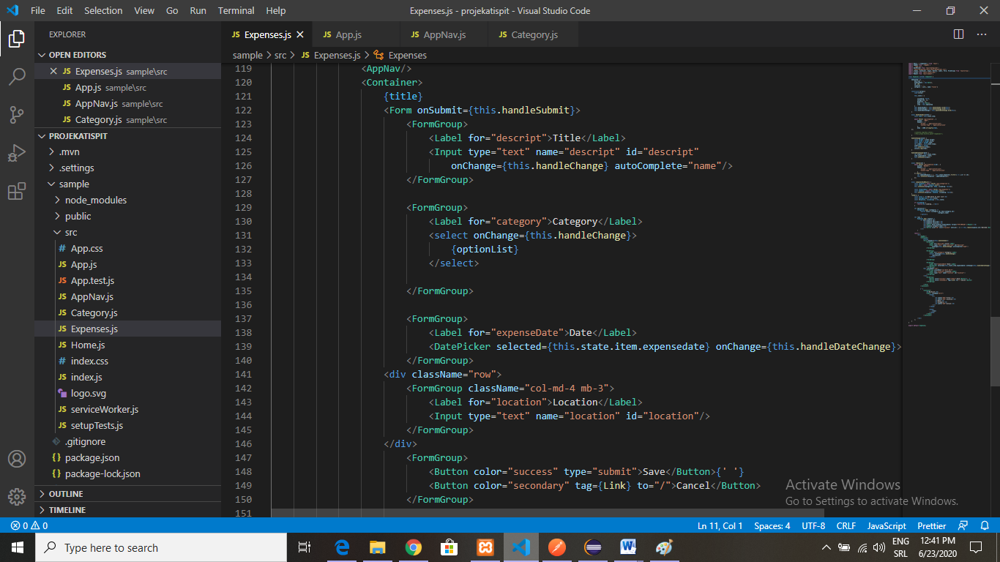 File Edit Selection View Go Run Terminal Help Expenses.js - projekatispit - Visual Studio Code
EXPLORER
OPEN EDITORS
JS Expenses.js sample\src
JS App.js sample\src
JS AppNav.js sample\src
JS Category.js sample\src
PROJEKATISPIT
.mvn
.settings
sample
node_modules
public
src
# App.css
JS App.js
JS App.test.js
JS AppNav.js
JS Category.js
JS Expenses.js
JS Home.js
# index.css
JS index.js
logo.svg
JS serviceWorker.js
JS setupTests.js
.gitignore
{} package.json
{} package-lock.json
OUTLINE
TIMELINE
JS Expenses.js JS App.js JS AppNav.js JS Category.js
sample > src > JS Expenses.js > Expenses
119 <AppNav/>
120 <Container>
121 {title}
122 <Form onSubmit={this.handleSubmit}>
123 <FormGroup>
124 <Label for="descript">Title</Label>
125 <Input type="text" name="descript" id="descript"
126 onChange={this.handleChange} autoComplete="name"/>
127 </FormGroup>
128
129 <FormGroup>
130 <Label for="category">Category</Label>
131 <select onChange={this.handleChange}>
132 {optionList}
133 </select>
134
135 </FormGroup>
136
137 <FormGroup>
138 <Label for="expenseDate">Date</Label>
139 <DatePicker selected={this.state.item.expensedate} onChange={this.handleDateChange}>
140 </FormGroup>
141 <div className="row">
142 <FormGroup className="col-md-4 mb-3">
143 <Label for="location">Location</Label>
144 <Input type="text" name="location" id="location"/>
145 </FormGroup>
146 </div>
147 <FormGroup>
148 <Button color="success" type="submit">Save</Button>{' '}
149 <Button color="secondary" tag={Link} to="/">Cancel</Button>
150 </FormGroup>
151
Activate Windows
Go to Settings to activate Windows.
0 0 Ln 11, Col 1 Spaces: 4 UTF-8 CRLF JavaScript Prettier
Type here to search
ENG
SRL
12:41 PM
6/23/2020